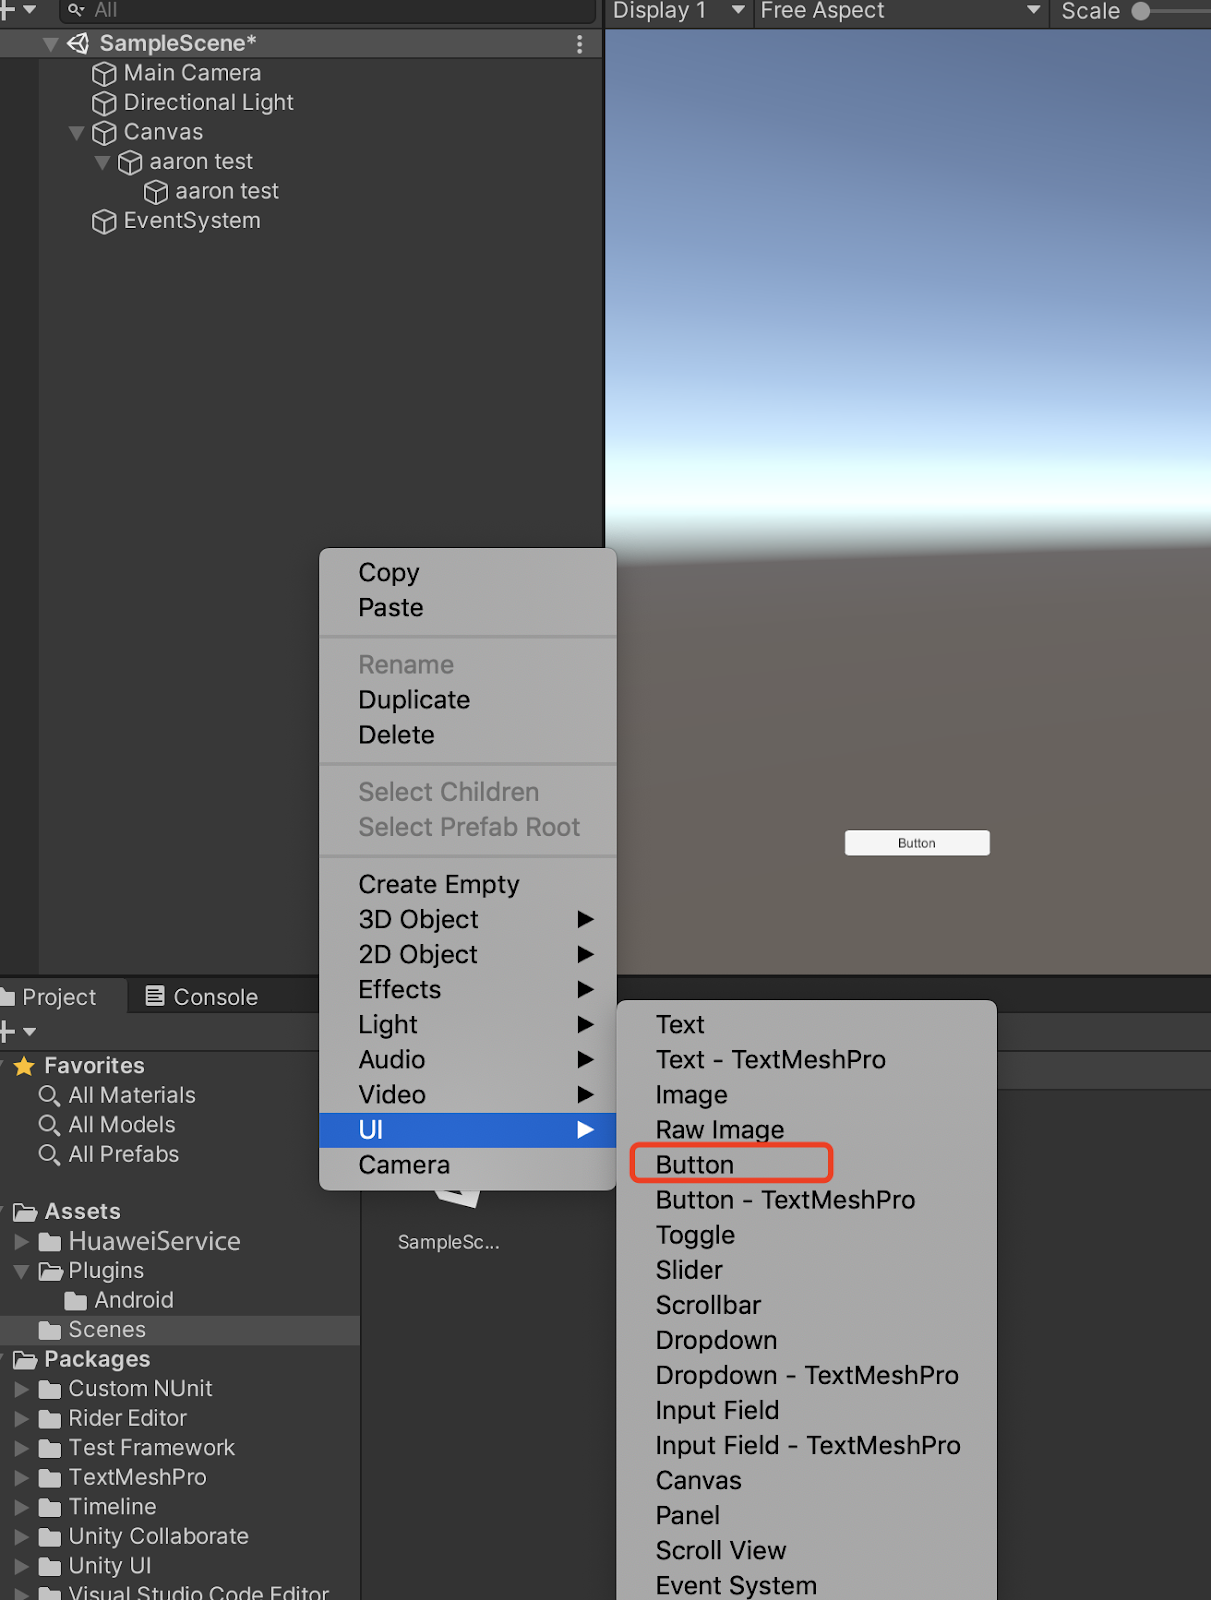 All
Display 1
Free Aspect
Scale
SampleScene*
Main Camera
Directional Light
Canvas
aaron test
aaron test
EventSystem
Button
Copy
Paste
Rename
Duplicate
Delete
Select Children
Select Prefab Root
Create Empty
3D Object
2D Object
Effects
Light
Audio
Video
UI
Camera
Text
Text - TextMeshPro
Image
Raw Image
Button
Button - TextMeshPro
Toggle
Slider
Scrollbar
Dropdown
Dropdown - TextMeshPro
Input Field
Input Field - TextMeshPro
Canvas
Panel
Scroll View
Event System
Project
Console
Favorites
All Materials
All Models
All Prefabs
Assets
HuaweiService
Plugins
Android
Scenes
Packages
Custom NUnit
Rider Editor
Test Framework
TextMeshPro
Timeline
Unity Collaborate
Unity UI
Visual Studio Code Editor
SampleSc...